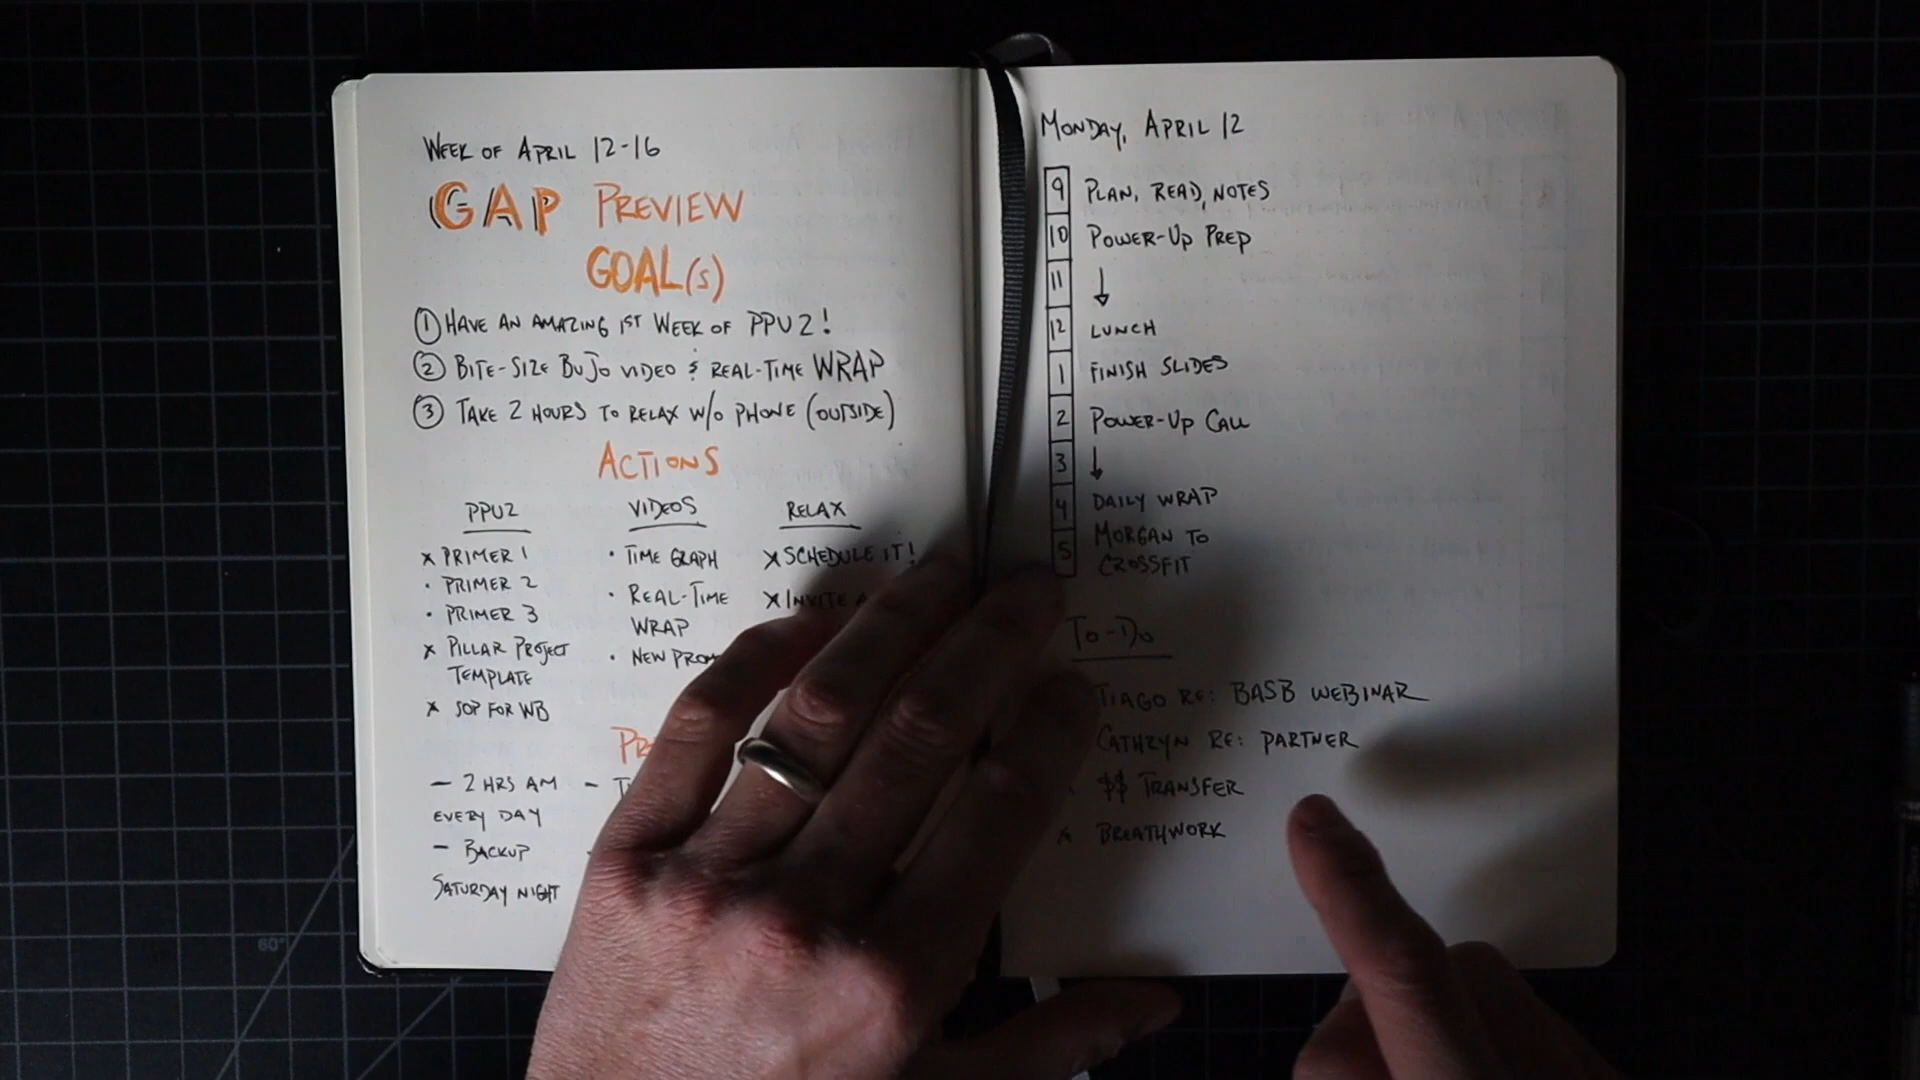 WEEK OF APRIL 12-16
GAP PREVIEW
GOAL(S)
① HAVE AN AMAZING 1ST WEEK OF PPU2!
② BITE-SIZE BUJO VIDEO & REAL-TIME WRAP
③ TAKE 2 HOURS TO RELAX W/O PHONE (OUTSIDE)
ACTIONS
PPU2
x PRIMER 1
· PRIMER 2
· PRIMER 3
x PILLAR PROJECT
TEMPLATE
x SOP FOR WB
VIDEOS
· TIME GRAPH
· REAL-TIME
WRAP
· NEW
RELAX
x SCHEDULE IT!
x INVITE
– 2 HRS AM
EVERY DAY
– BACKUP
SATURDAY NIGHT
MONDAY, APRIL 12
9 PLAN, READ, NOTES
10 POWER-UP PREP
11 ↓
12 LUNCH
1 FINISH SLIDES
2 POWER-UP CALL
3 ↓
4 DAILY WRAP
5 MORGAN TO
CROSSFIT
TO-DO
TIAGO RE: BASB WEBINAR
CATHRYN RE: PARTNER
$$ TRANSFER
x BREATHWORK
60°